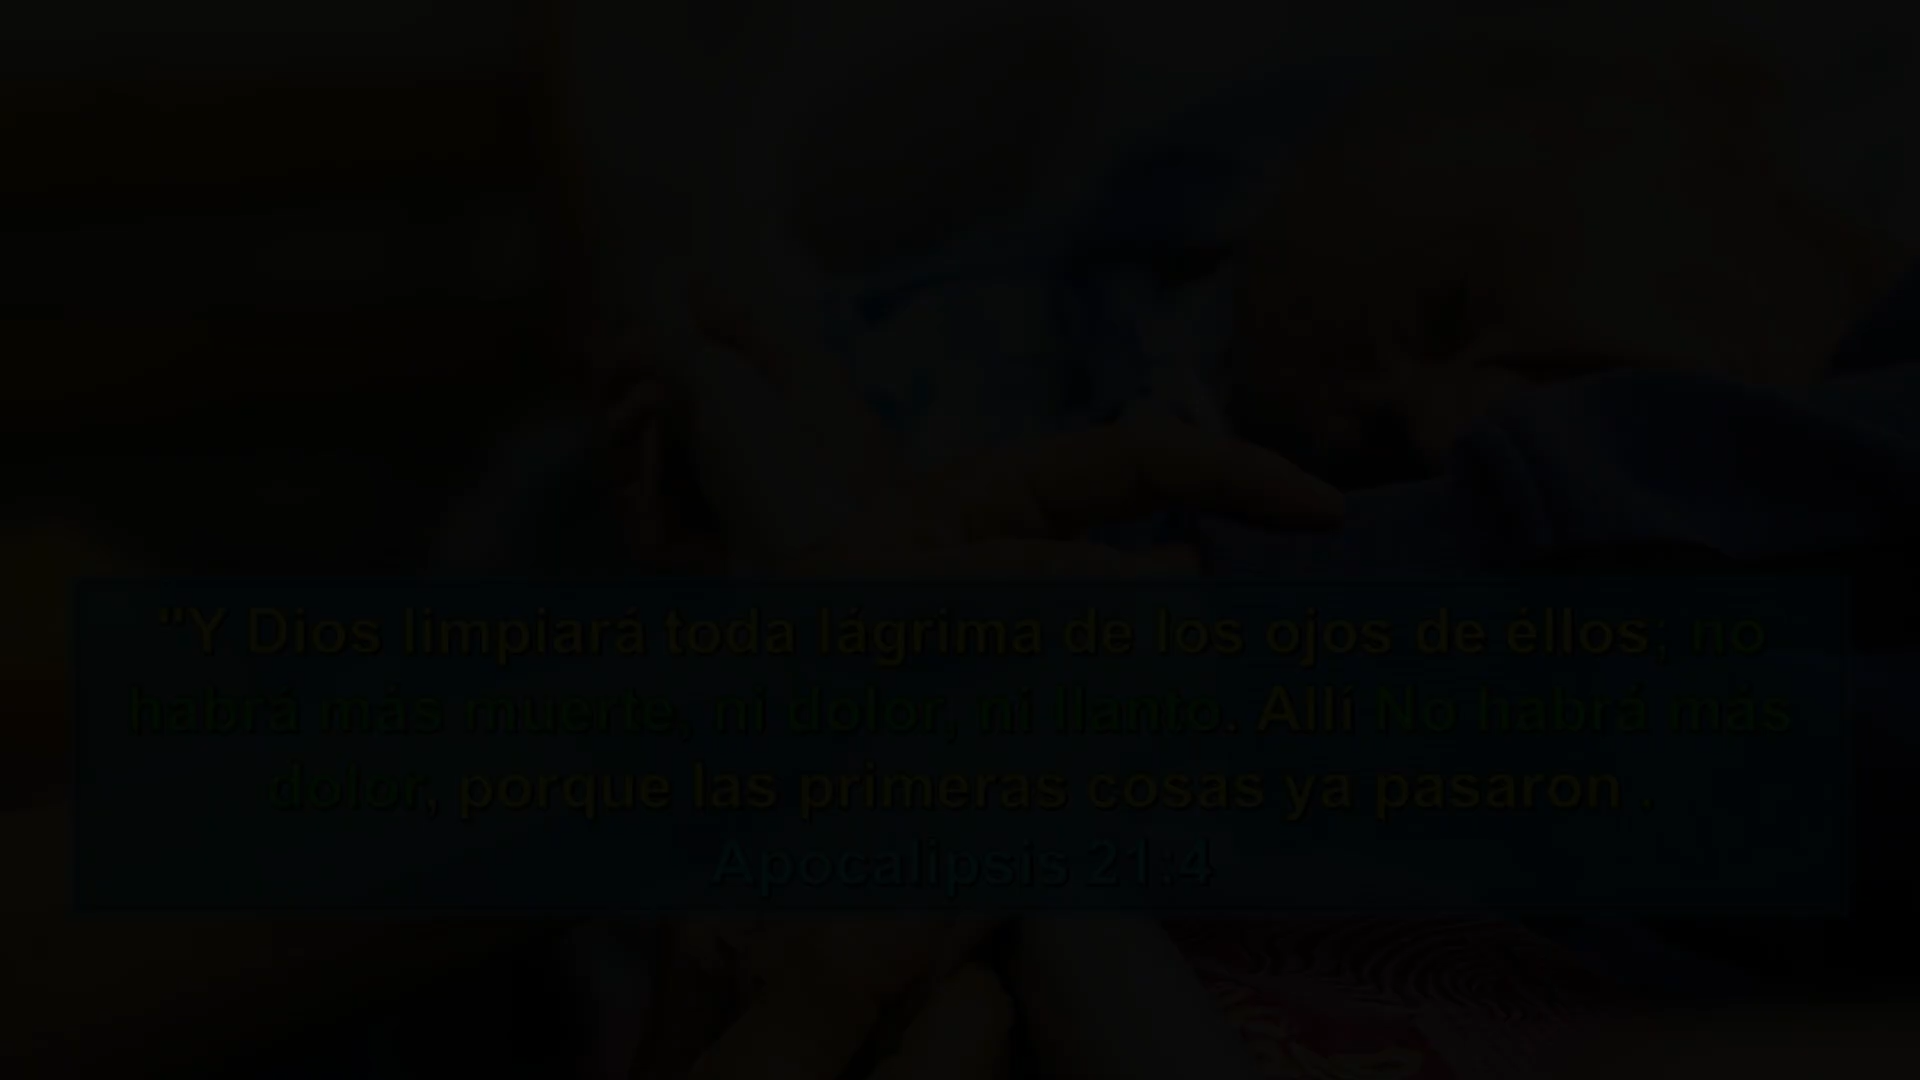 "Y Dios limpiará toda lágrima de los ojos de éllos; no
habrá más muerte, ni dolor, ni llanto. Allí No habrá más
dolor, porque las primeras cosas ya pasaron .
Apocalipsis 21:4